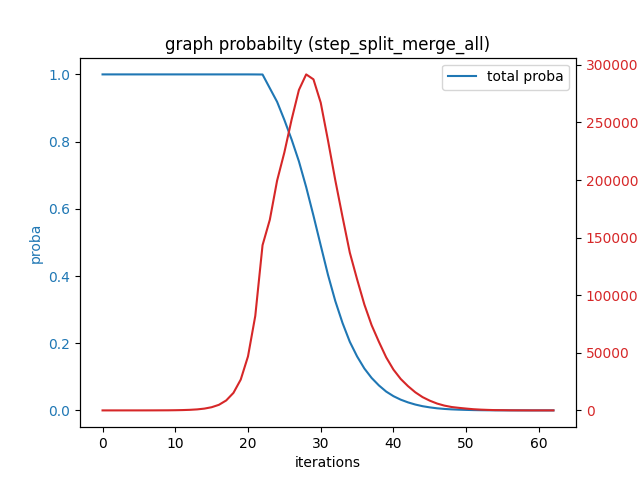 graph probabilty (step_split_merge_all)
total proba
proba
1.0
0.8
0.6
0.4
0.2
0.0
300000
250000
200000
150000
100000
50000
0
0 10 20 30 40 50 60
iterations